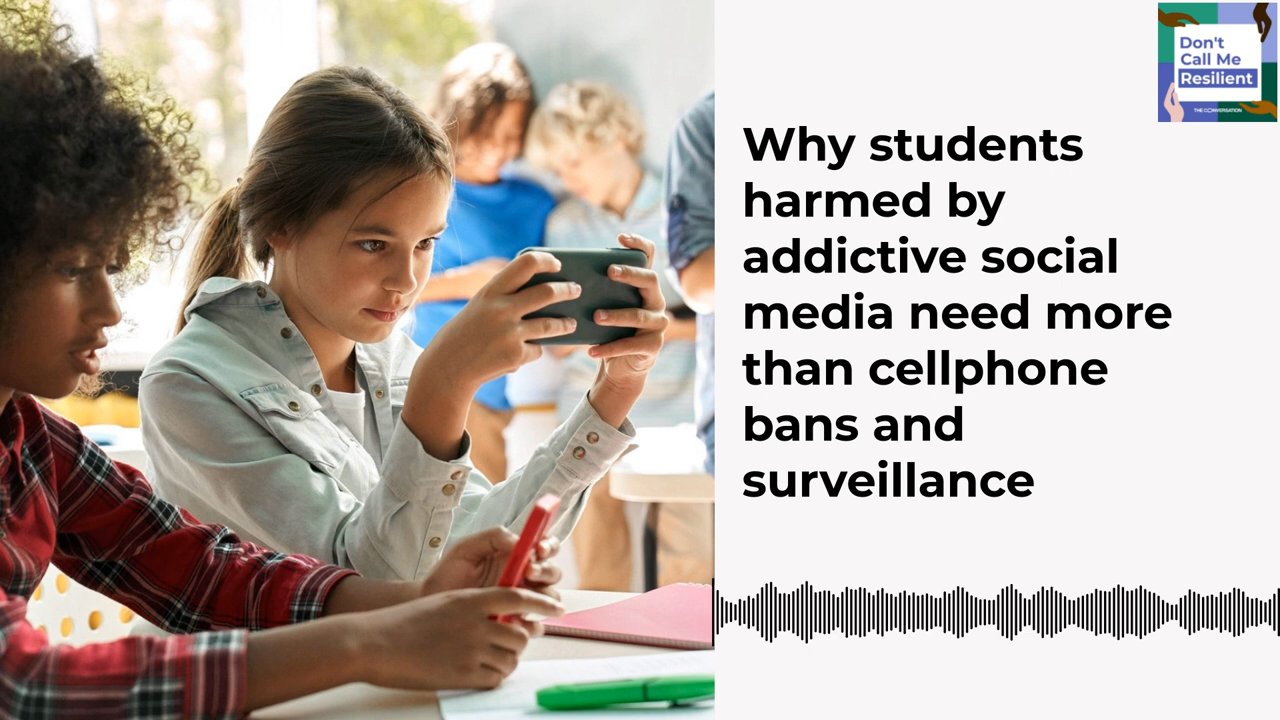 Don't
Call Me
Resilient
THE CONVERSATION
Why students
harmed by
addictive social
media need more
than cellphone
bans and
surveillance